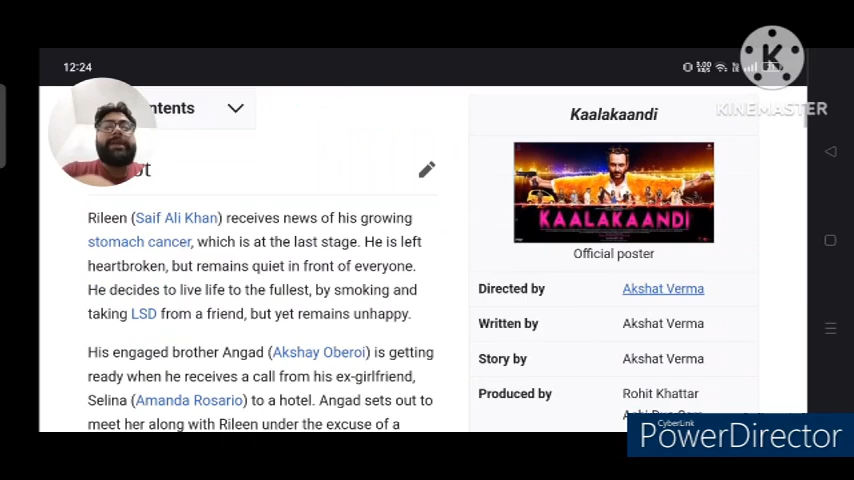 12:24
5.00
KB/S
KINEMASTER
ntents
ot
Rileen (Saif Ali Khan) receives news of his growing
stomach cancer, which is at the last stage. He is left
heartbroken, but remains quiet in front of everyone.
He decides to live life to the fullest, by smoking and
taking LSD from a friend, but yet remains unhappy.
His engaged brother Angad (Akshay Oberoi) is getting
ready when he receives a call from his ex-girlfriend,
Selina (Amanda Rosario) to a hotel. Angad sets out to
meet her along with Rileen under the excuse of a
Kaalakaandi
KAALAKAANDI
Official poster
Directed by Akshat Verma
Written by Akshat Verma
Story by Akshat Verma
Produced by Rohit Khattar
CyberLink
PowerDirector